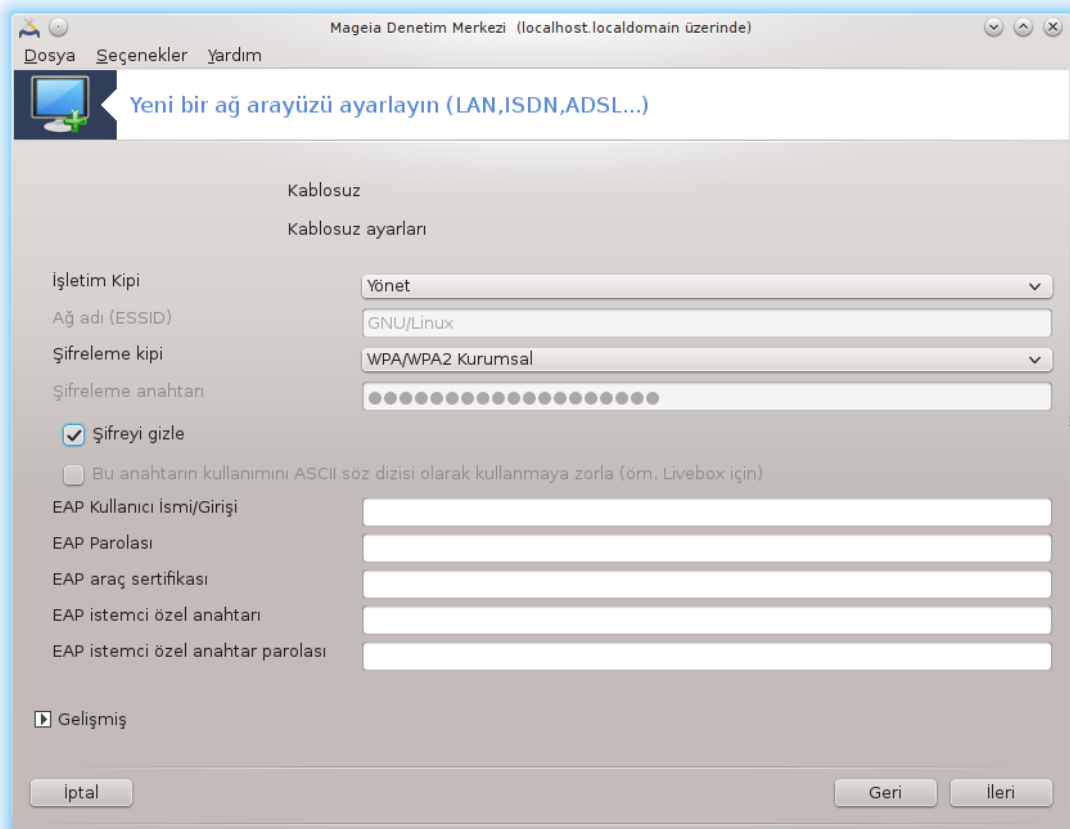 Mageia Denetim Merkezi (localhost.localdomain üzerinde)
Dosya Seçenekler Yardım
Yeni bir ağ arayüzü ayarlayın (LAN,ISDN,ADSL...)
Kablosuz
Kablosuz ayarları
İşletim Kipi
Yönet
Ağ adı (ESSID)
GNU/Linux
Şifreleme kipi
WPA/WPA2 Kurumsal
Şifreleme anahtarı
●●●●●●●●●●●●●●●●●●●
Şifreyi gizle
Bu anahtarın kullanımını ASCII söz dizisi olarak kullanmaya zorla (örn. Livebox için)
EAP Kullanıcı İsmi/Girişi
EAP Parolası
EAP araç sertifikası
EAP istemci özel anahtarı
EAP istemci özel anahtar parolası
Gelişmiş
İptal
Geri
İleri